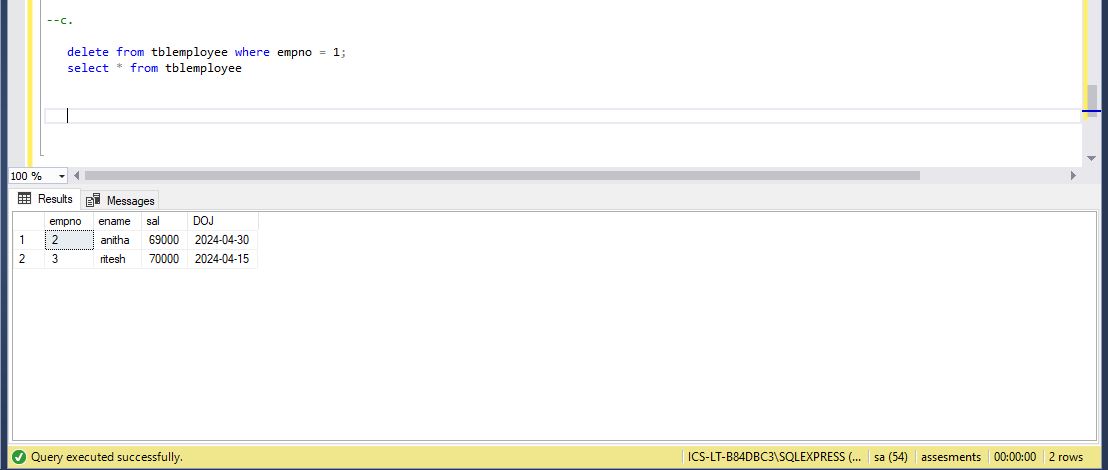 --c.
delete from tblemployee where empno = 1;
select * from tblemployee
100 %
Results Messages
empno ename sal DOJ
1 2 anitha 69000 2024-04-30
2 3 ritesh 70000 2024-04-15
Query executed successfully. ICS-LT-B84DBC3\SQLEXPRESS (... sa (54) assesments 00:00:00 2 rows